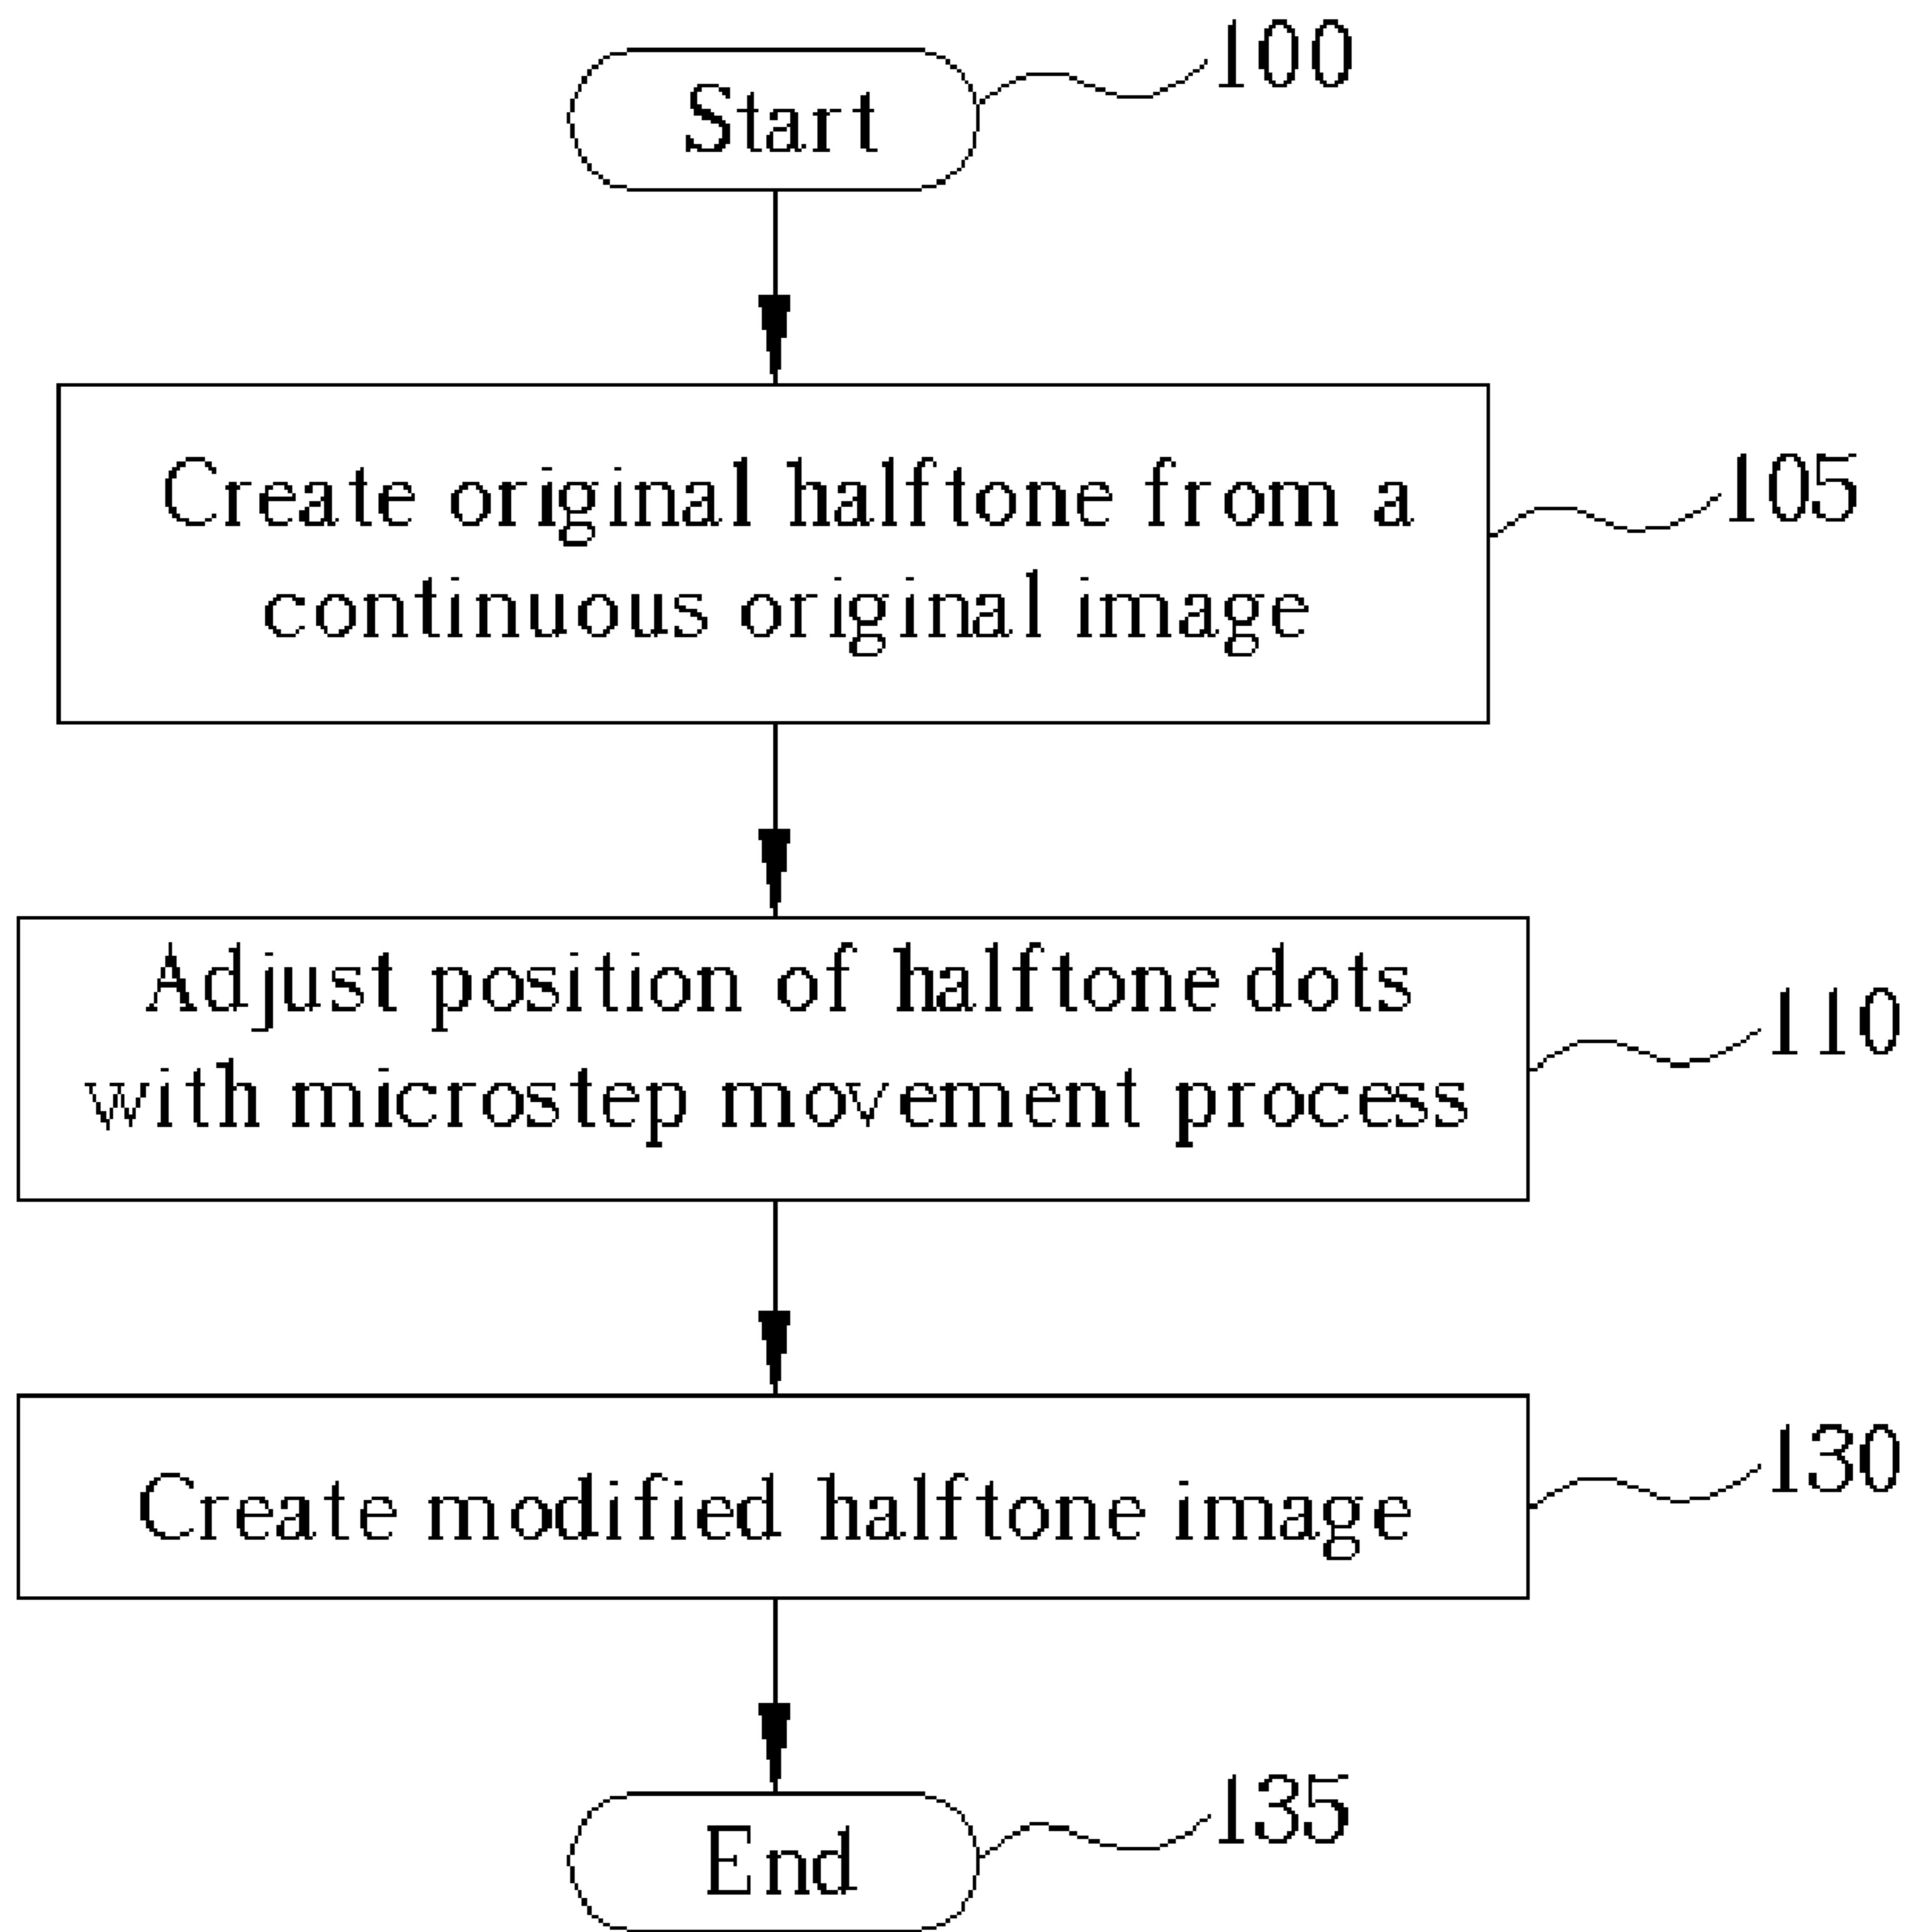 Start
100
Create original halftone from a
continuous original image
105
Adjust position of halftone dots
with microstep movement process
110
Create modified halftone image
130
End
135